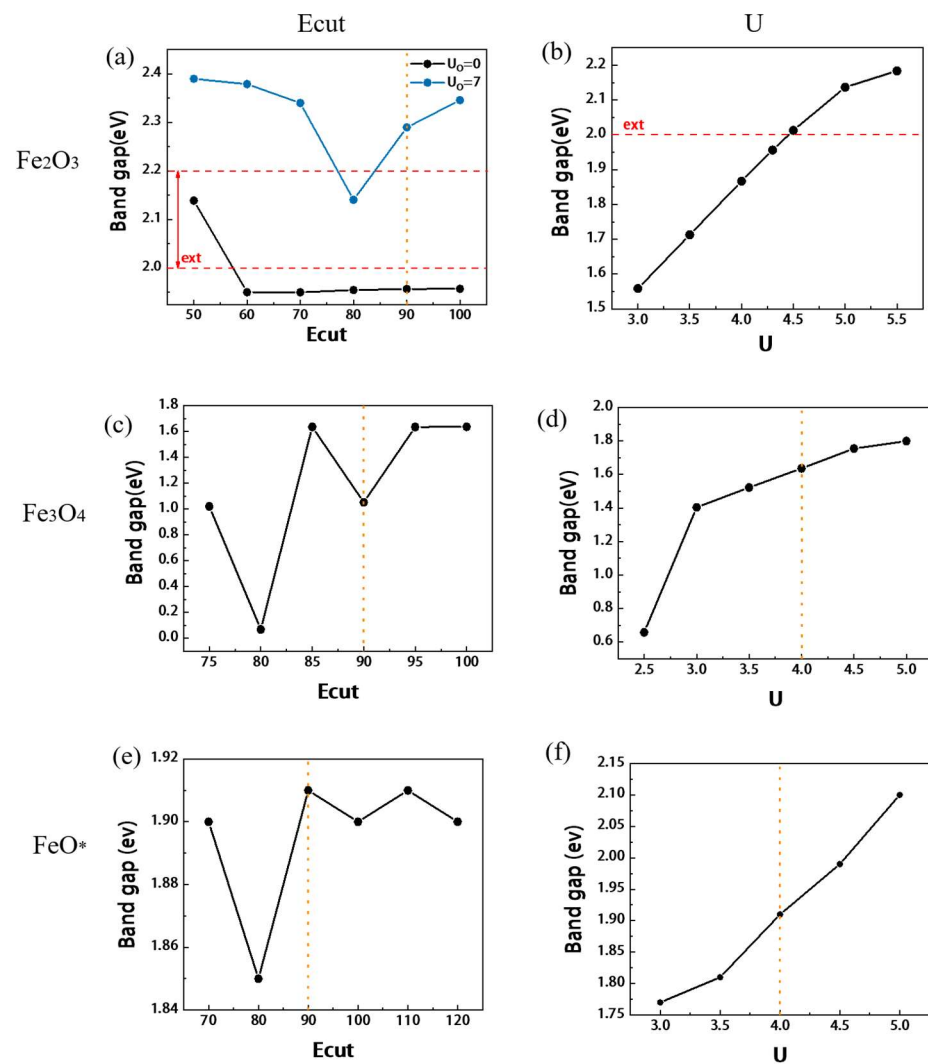 Ecut
U
(a)
U₀=0
U₀=7
2.4
2.3
2.2
2.1
2.0
ext
Band gap(eV)
50 60 70 80 90 100
Ecut
Fe₂O₃
(b)
2.2
2.1
2.0
1.9
1.8
1.7
1.6
1.5
ext
Band gap(eV)
3.0 3.5 4.0 4.5 5.0 5.5
U
(c)
1.8
1.6
1.4
1.2
1.0
0.8
0.6
0.4
0.2
0.0
Band gap(eV)
75 80 85 90 95 100
Ecut
Fe₃O₄
(d)
2.0
1.8
1.6
1.4
1.2
1.0
0.8
0.6
Band gap(eV)
2.5 3.0 3.5 4.0 4.5 5.0
U
(e)
1.92
1.90
1.88
1.86
1.84
Band gap (ev)
70 80 90 100 110 120
Ecut
FeO*
(f)
2.15
2.10
2.05
2.00
1.95
1.90
1.85
1.80
1.75
Band gap (ev)
3.0 3.5 4.0 4.5 5.0
U